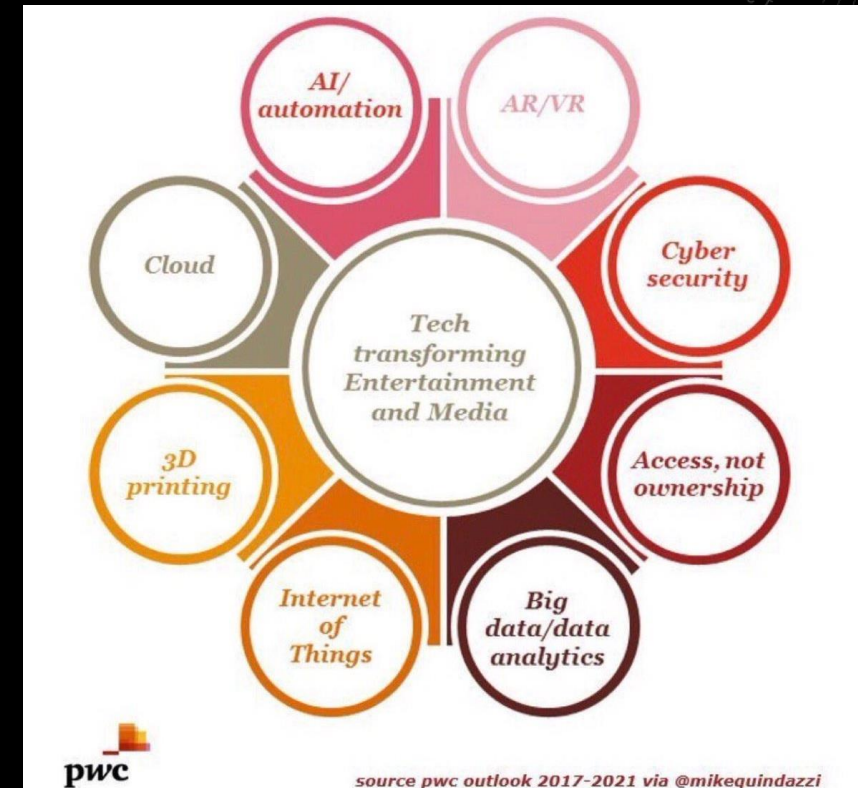 AI/
automation
AR/VR
Cyber
security
Access, not
ownership
Big
data/data
analytics
Internet
of
Things
3D
printing
Cloud
Tech
transforming
Entertainment
and Media
pwc
source pwc outlook 2017-2021 via @mikequindazzi